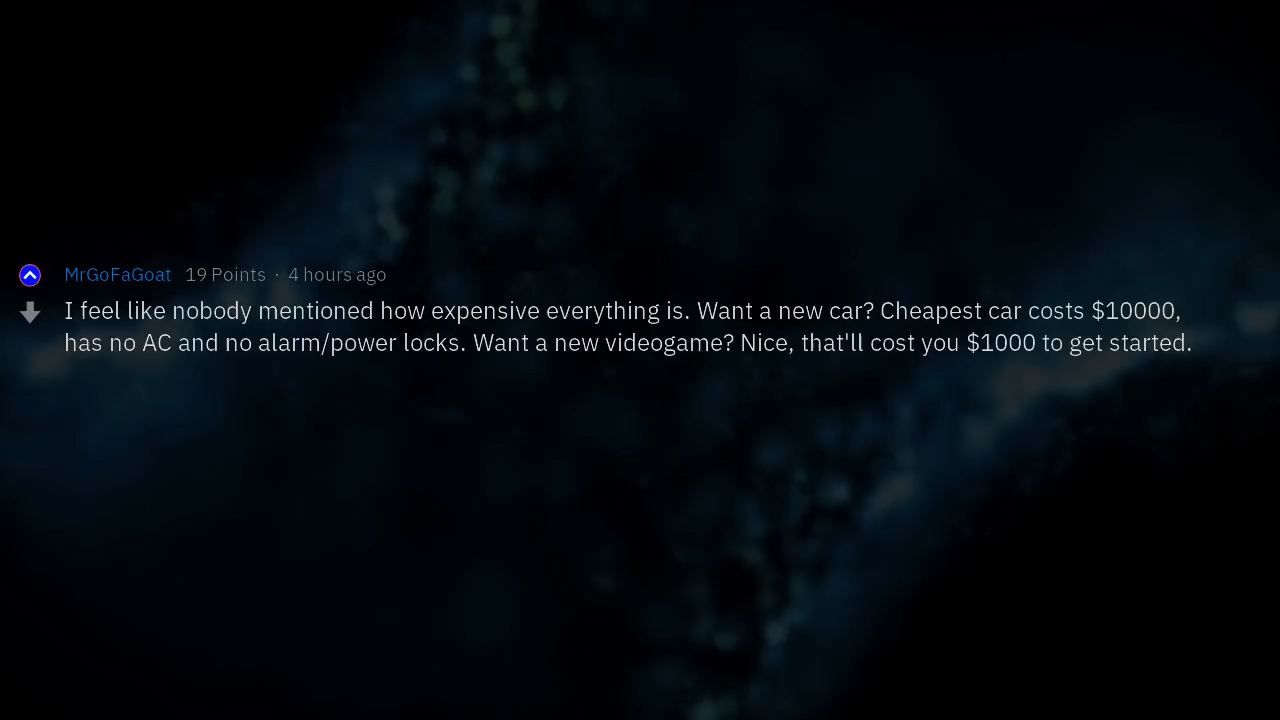 MrGoFaGoat 19 Points · 4 hours ago
I feel like nobody mentioned how expensive everything is. Want a new car? Cheapest car costs $10000,
has no AC and no alarm/power locks. Want a new videogame? Nice, that'll cost you $1000 to get started.